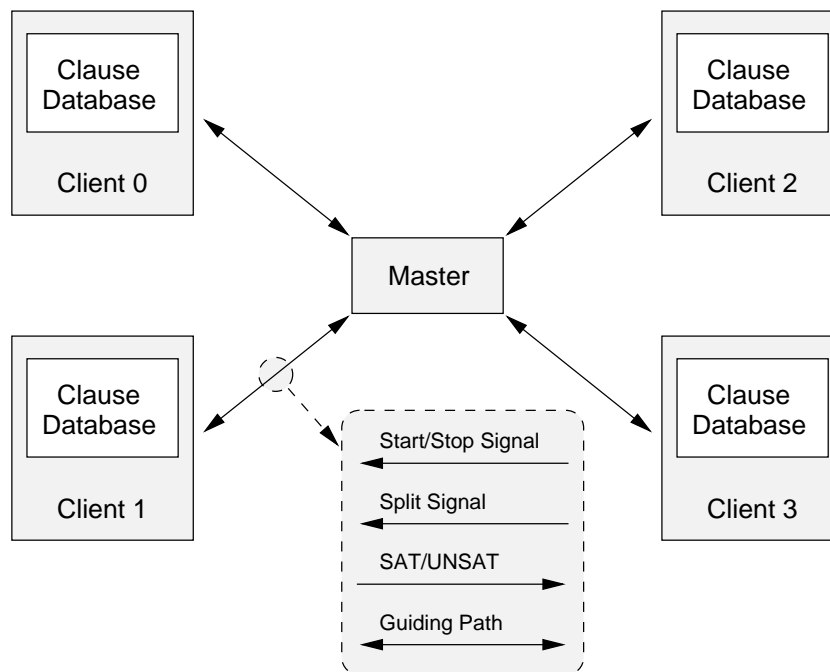 Clause
Database
Client 0
Clause
Database
Client 2
Master
Clause
Database
Client 1
Clause
Database
Client 3
Start/Stop Signal
Split Signal
SAT/UNSAT
Guiding Path